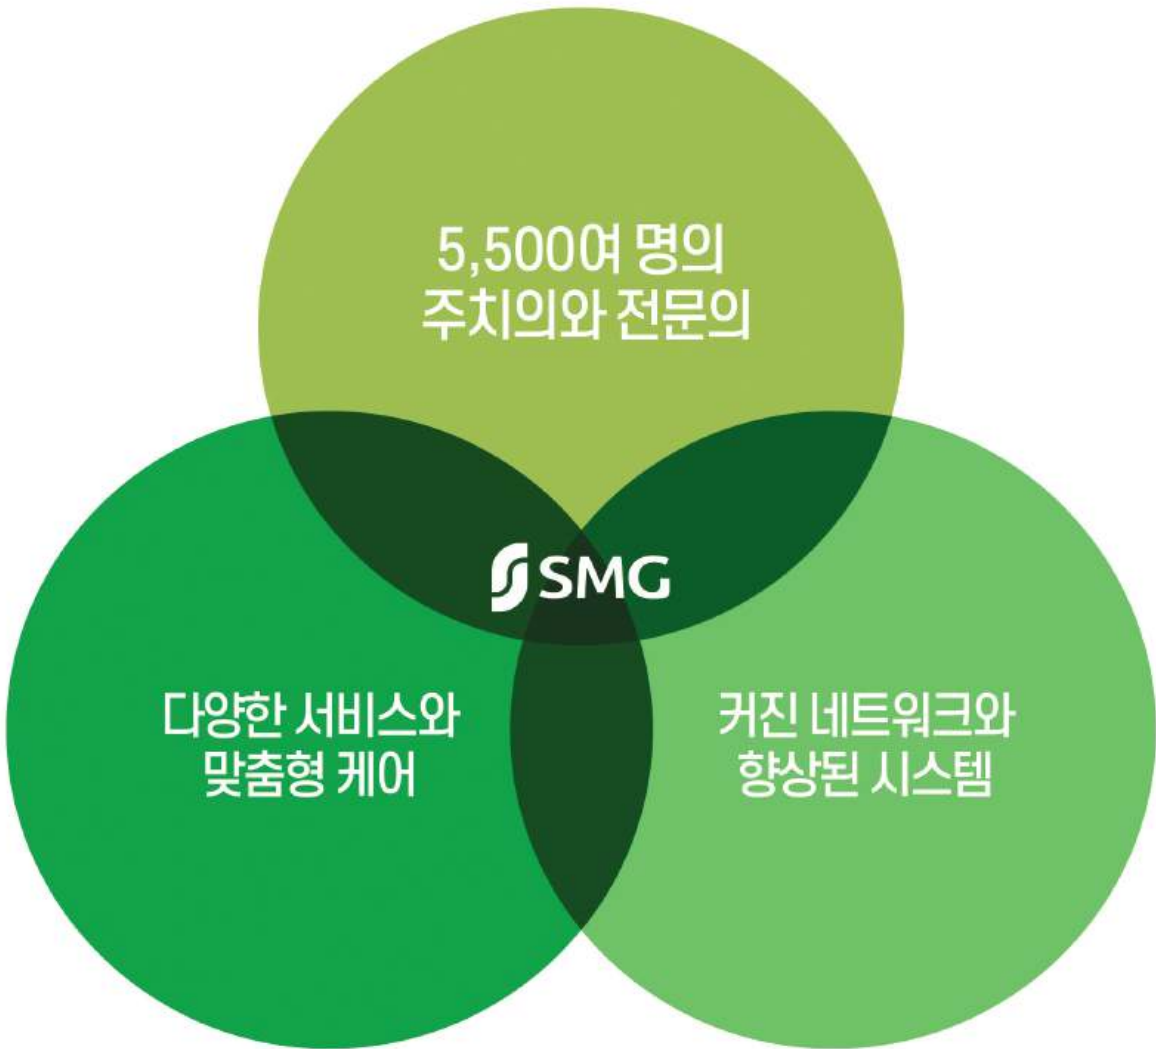 5,500여 명의
주치의와 전문의
SMG
다양한 서비스와
맞춤형 케어
커진 네트워크와
향상된 시스템